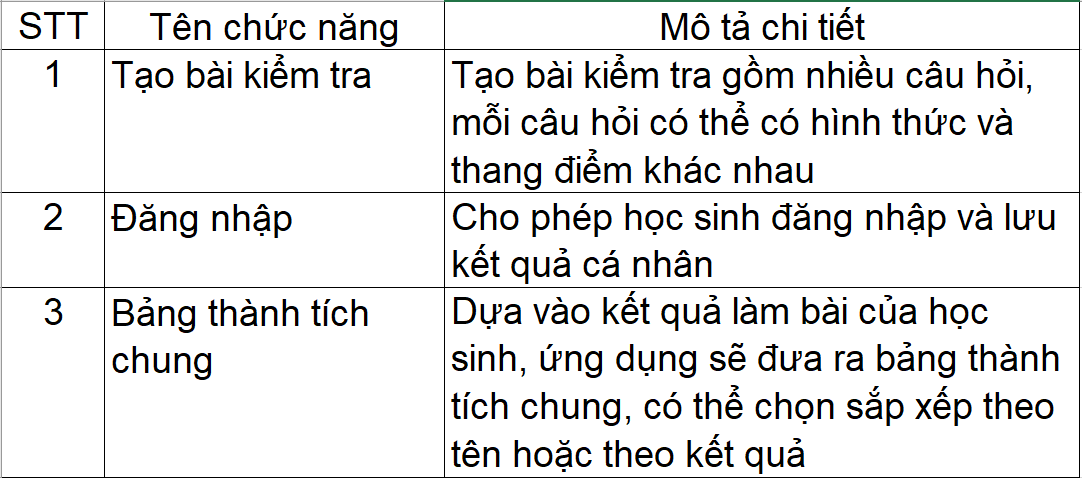 STT Tên chức năng Mô tả chi tiết
1 Tạo bài kiểm tra Tạo bài kiểm tra gồm nhiều câu hỏi,
mỗi câu hỏi có thể có hình thức và
thang điểm khác nhau
2 Đăng nhập Cho phép học sinh đăng nhập và lưu
kết quả cá nhân
3 Bảng thành tích Dựa vào kết quả làm bài của học
chung sinh, ứng dụng sẽ đưa ra bảng thành
tích chung, có thể chọn sắp xếp theo
tên hoặc theo kết quả